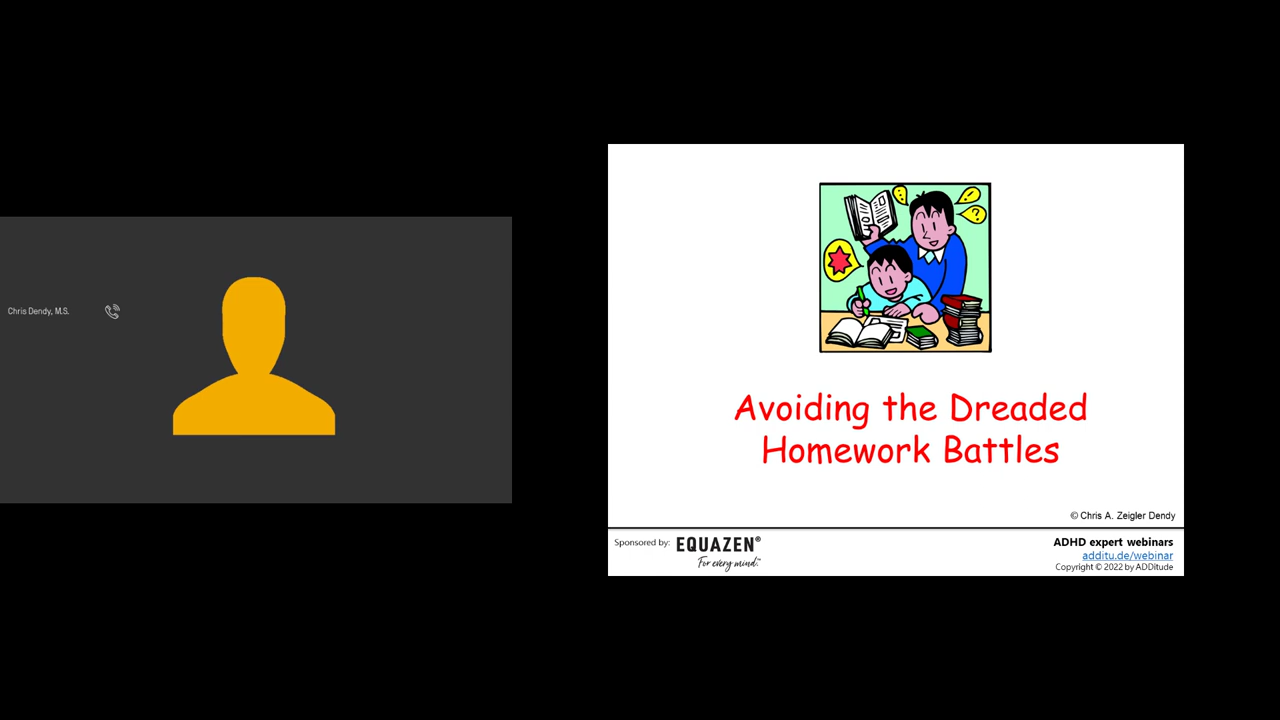 Chris Dendy, M.S.
Avoiding the Dreaded
Homework Battles
© Chris A. Zeigler Dendy
Sponsored by: EQUAZEN®
For every mind.™
ADHD expert webinars
additu.de/webinar
Copyright © 2022 by ADDitude